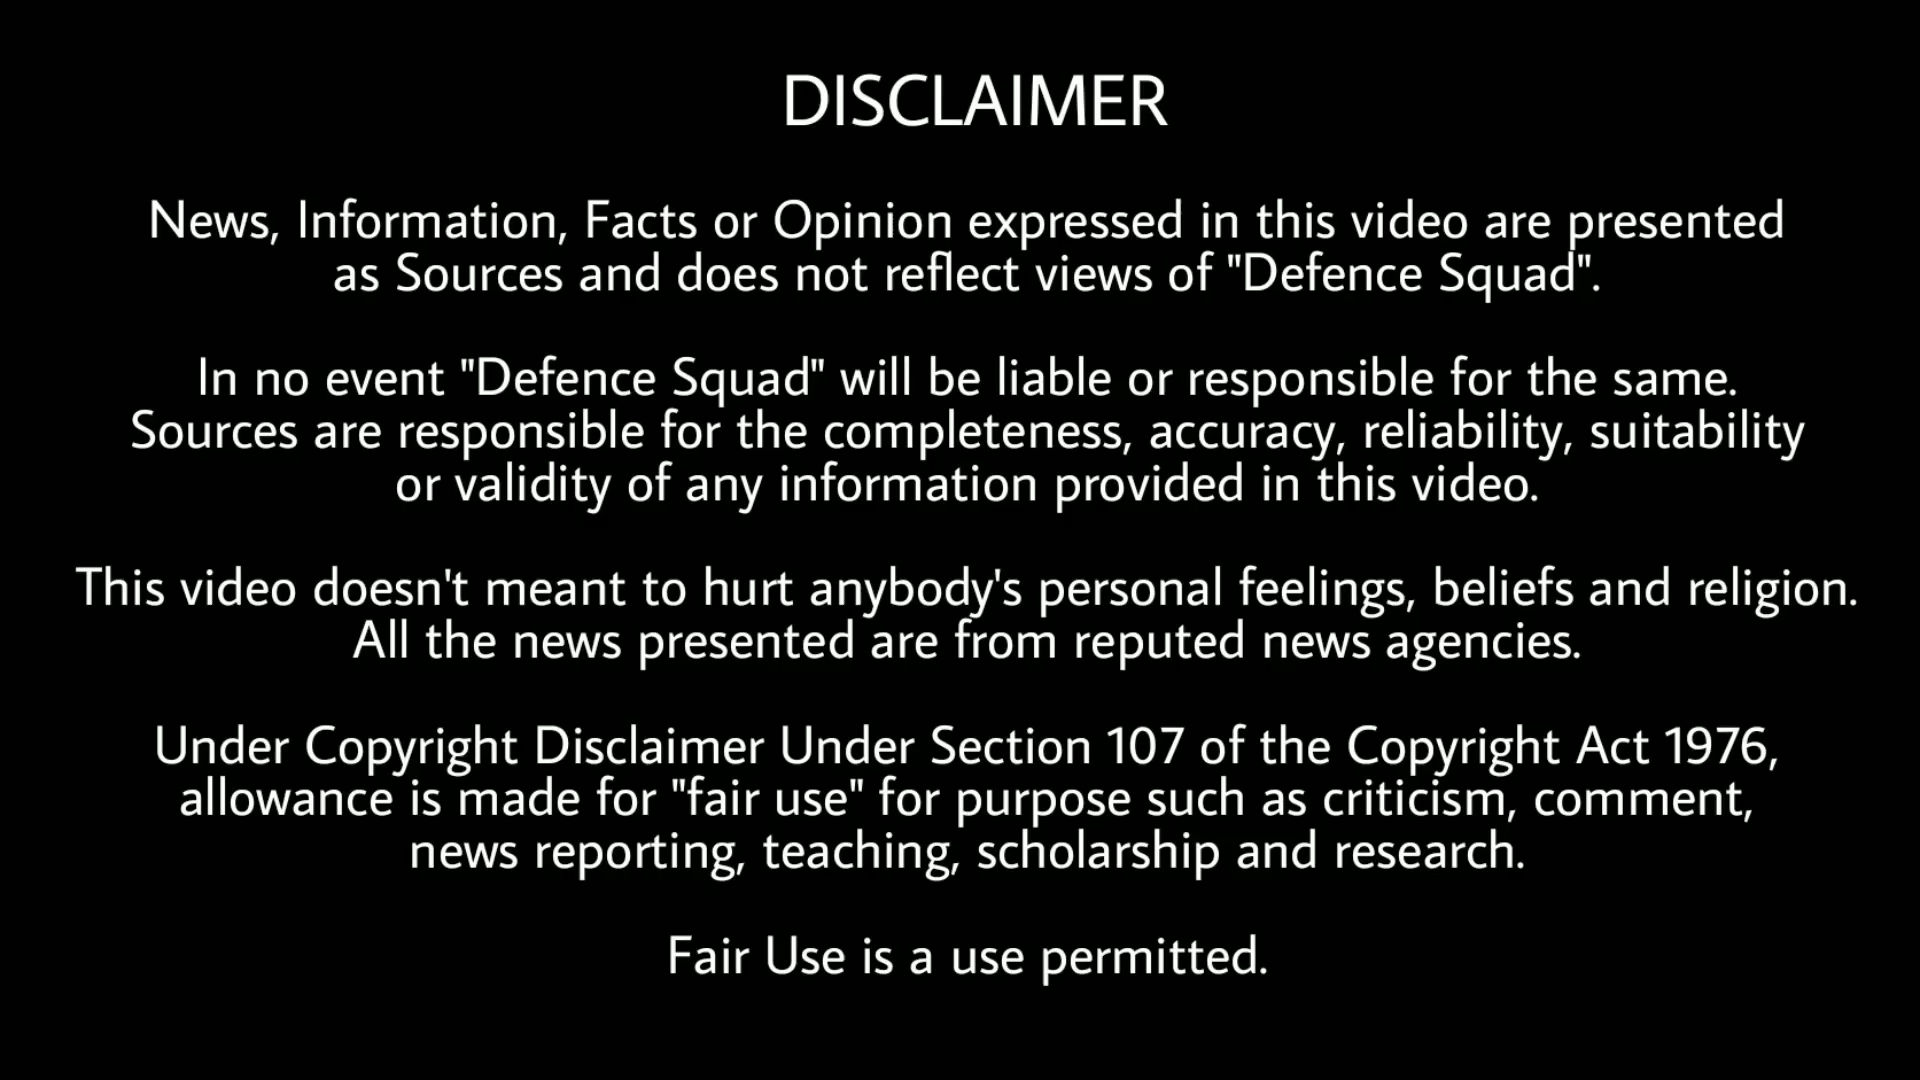 DISCLAIMER
News, Information, Facts or Opinion expressed in this video are presented
as Sources and does not reflect views of "Defence Squad".
In no event "Defence Squad" will be liable or responsible for the same.
Sources are responsible for the completeness, accuracy, reliability, suitability
or validity of any information provided in this video.
This video doesn't meant to hurt anybody's personal feelings, beliefs and religion.
All the news presented are from reputed news agencies.
Under Copyright Disclaimer Under Section 107 of the Copyright Act 1976,
allowance is made for "fair use" for purpose such as criticism, comment,
news reporting, teaching, scholarship and research.
Fair Use is a use permitted.